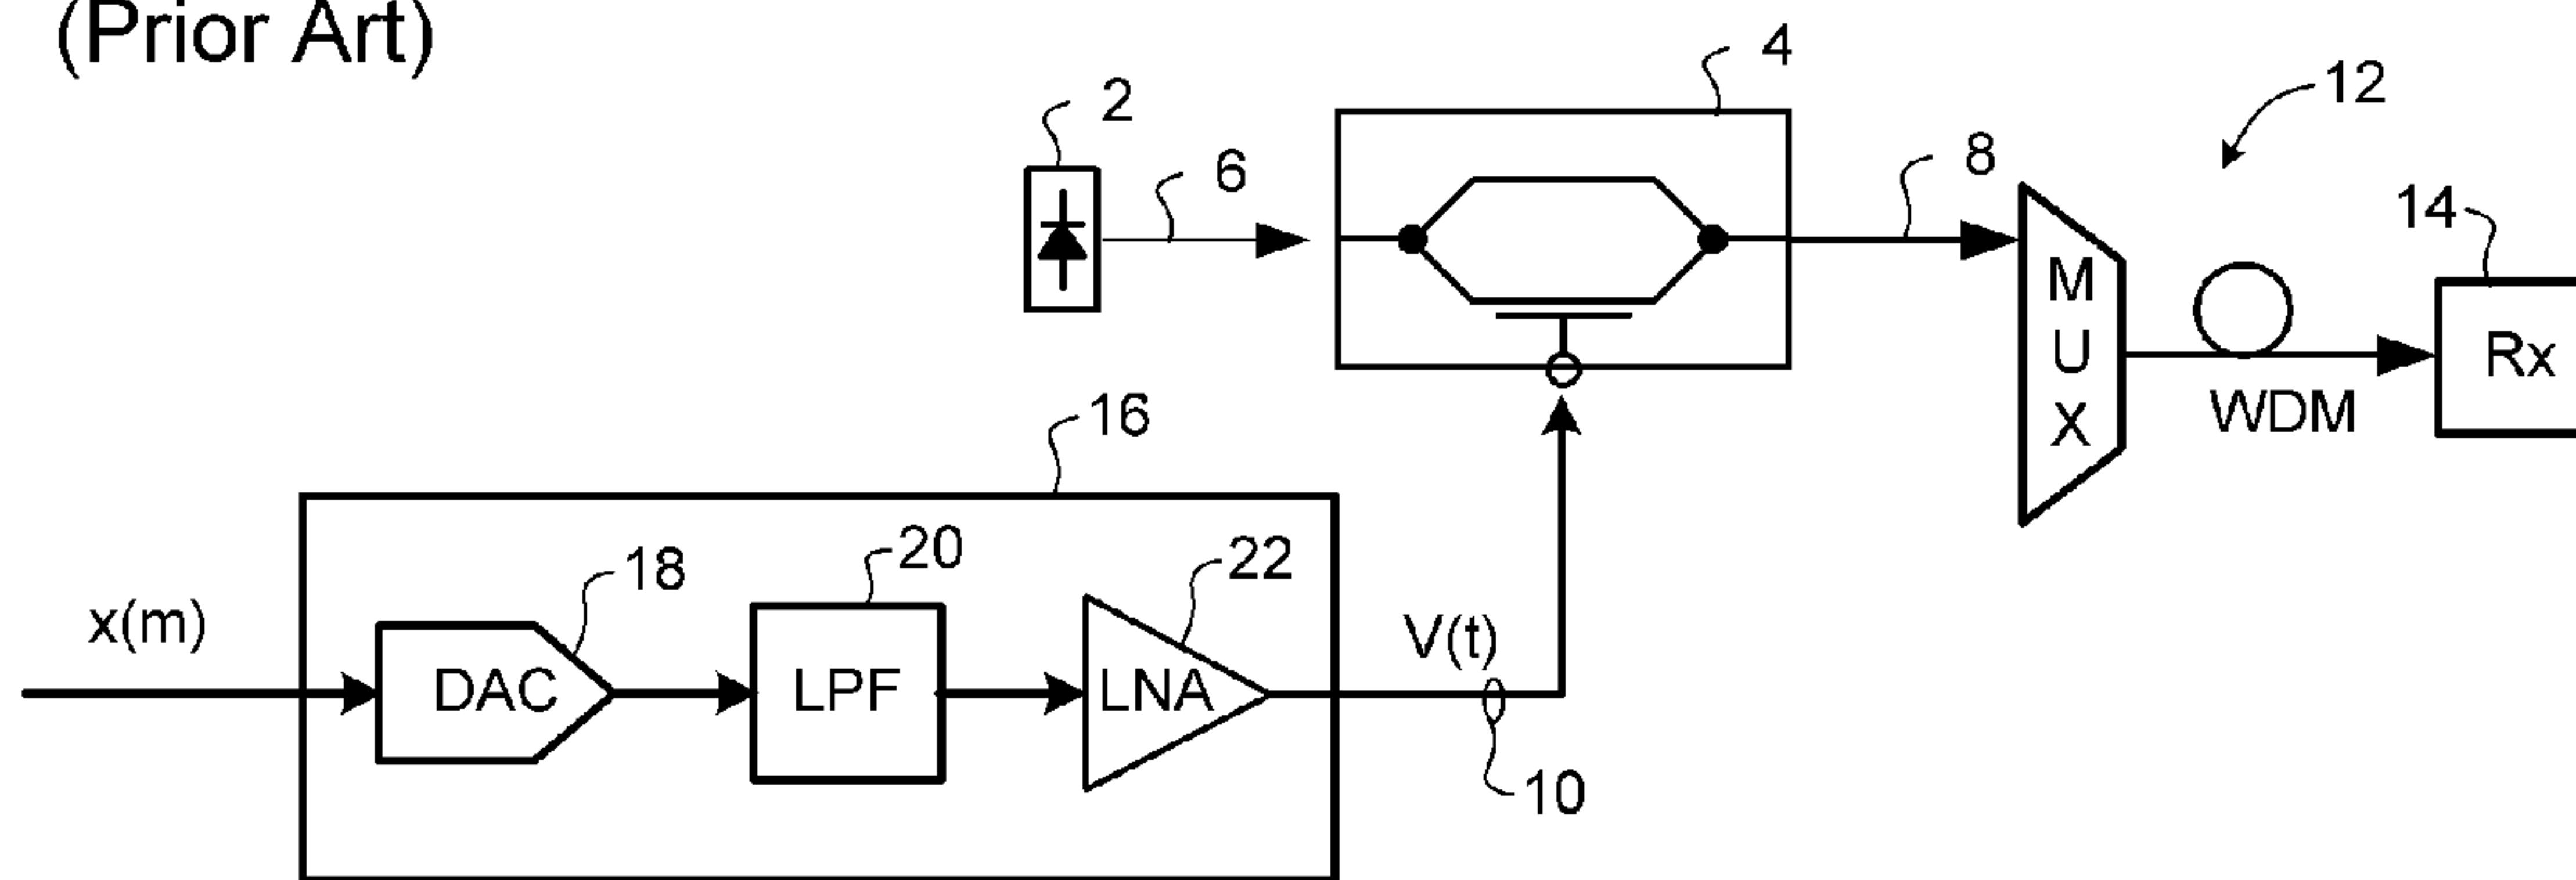 (Prior Art)
4
12
2
6
8
14
M
U
X
Rx
WDM
16
20
22
18
x(m)
V(t)
DAC
LPF
LNA
10